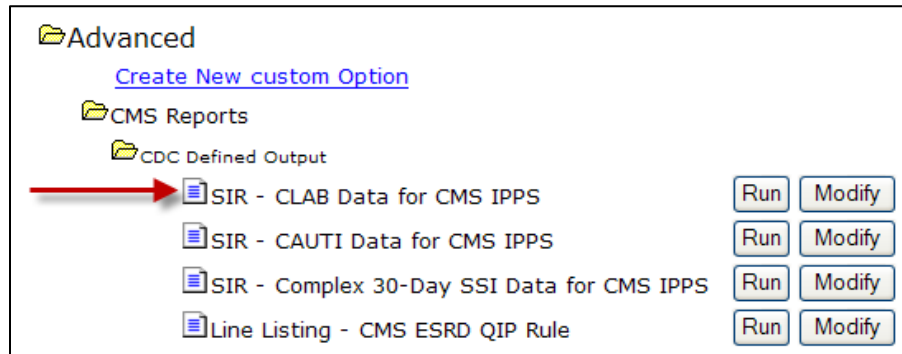 Advanced
Create New custom Option
CMS Reports
CDC Defined Output
SIR - CLAB Data for CMS IPPS Run Modify
SIR - CAUTI Data for CMS IPPS Run Modify
SIR - Complex 30-Day SSI Data for CMS IPPS Run Modify
Line Listing - CMS ESRD QIP Rule Run Modify